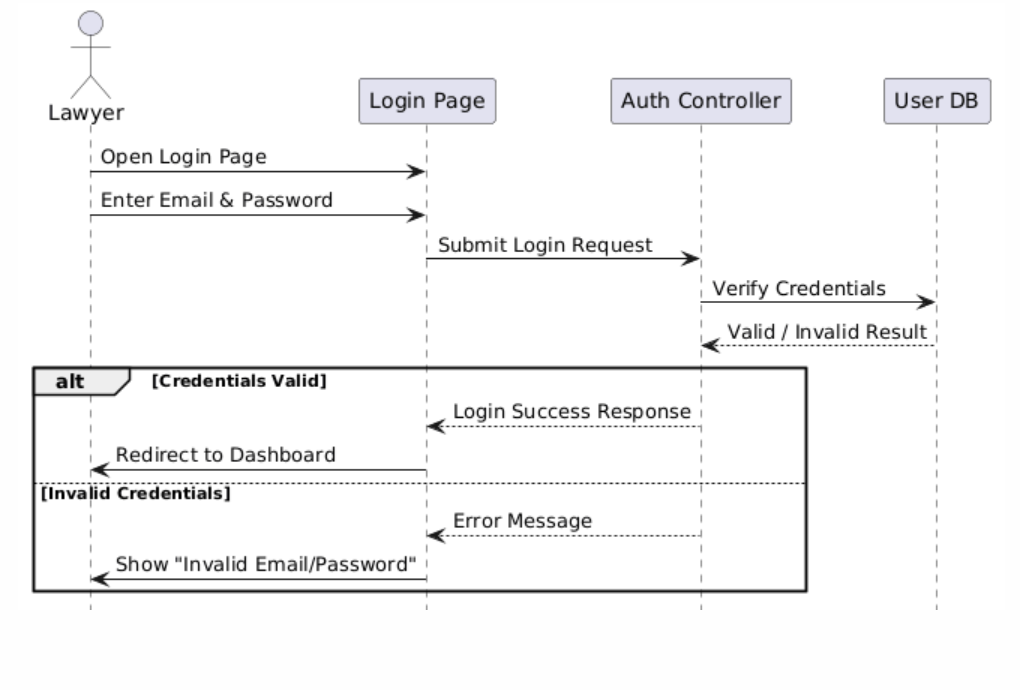 Lawyer
Login Page
Auth Controller
User DB
Open Login Page
Enter Email & Password
Submit Login Request
Verify Credentials
Valid / Invalid Result
alt [Credentials Valid]
Login Success Response
Redirect to Dashboard
[Invalid Credentials]
Error Message
Show "Invalid Email/Password"